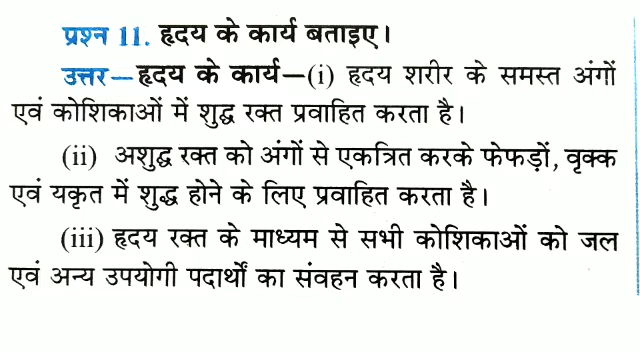 प्रश्न 11. हृदय के कार्य बताइए।
उत्तर–हृदय के कार्य–(i) हृदय शरीर के समस्त अंगों
एवं कोशिकाओं में शुद्ध रक्त प्रवाहित करता है।
(ii) अशुद्ध रक्त को अंगों से एकत्रित करके फेफड़ों, वृक्क
एवं यकृत में शुद्ध होने के लिए प्रवाहित करता है।
(iii) हृदय रक्त के माध्यम से सभी कोशिकाओं को जल
एवं अन्य उपयोगी पदार्थों का संवहन करता है।